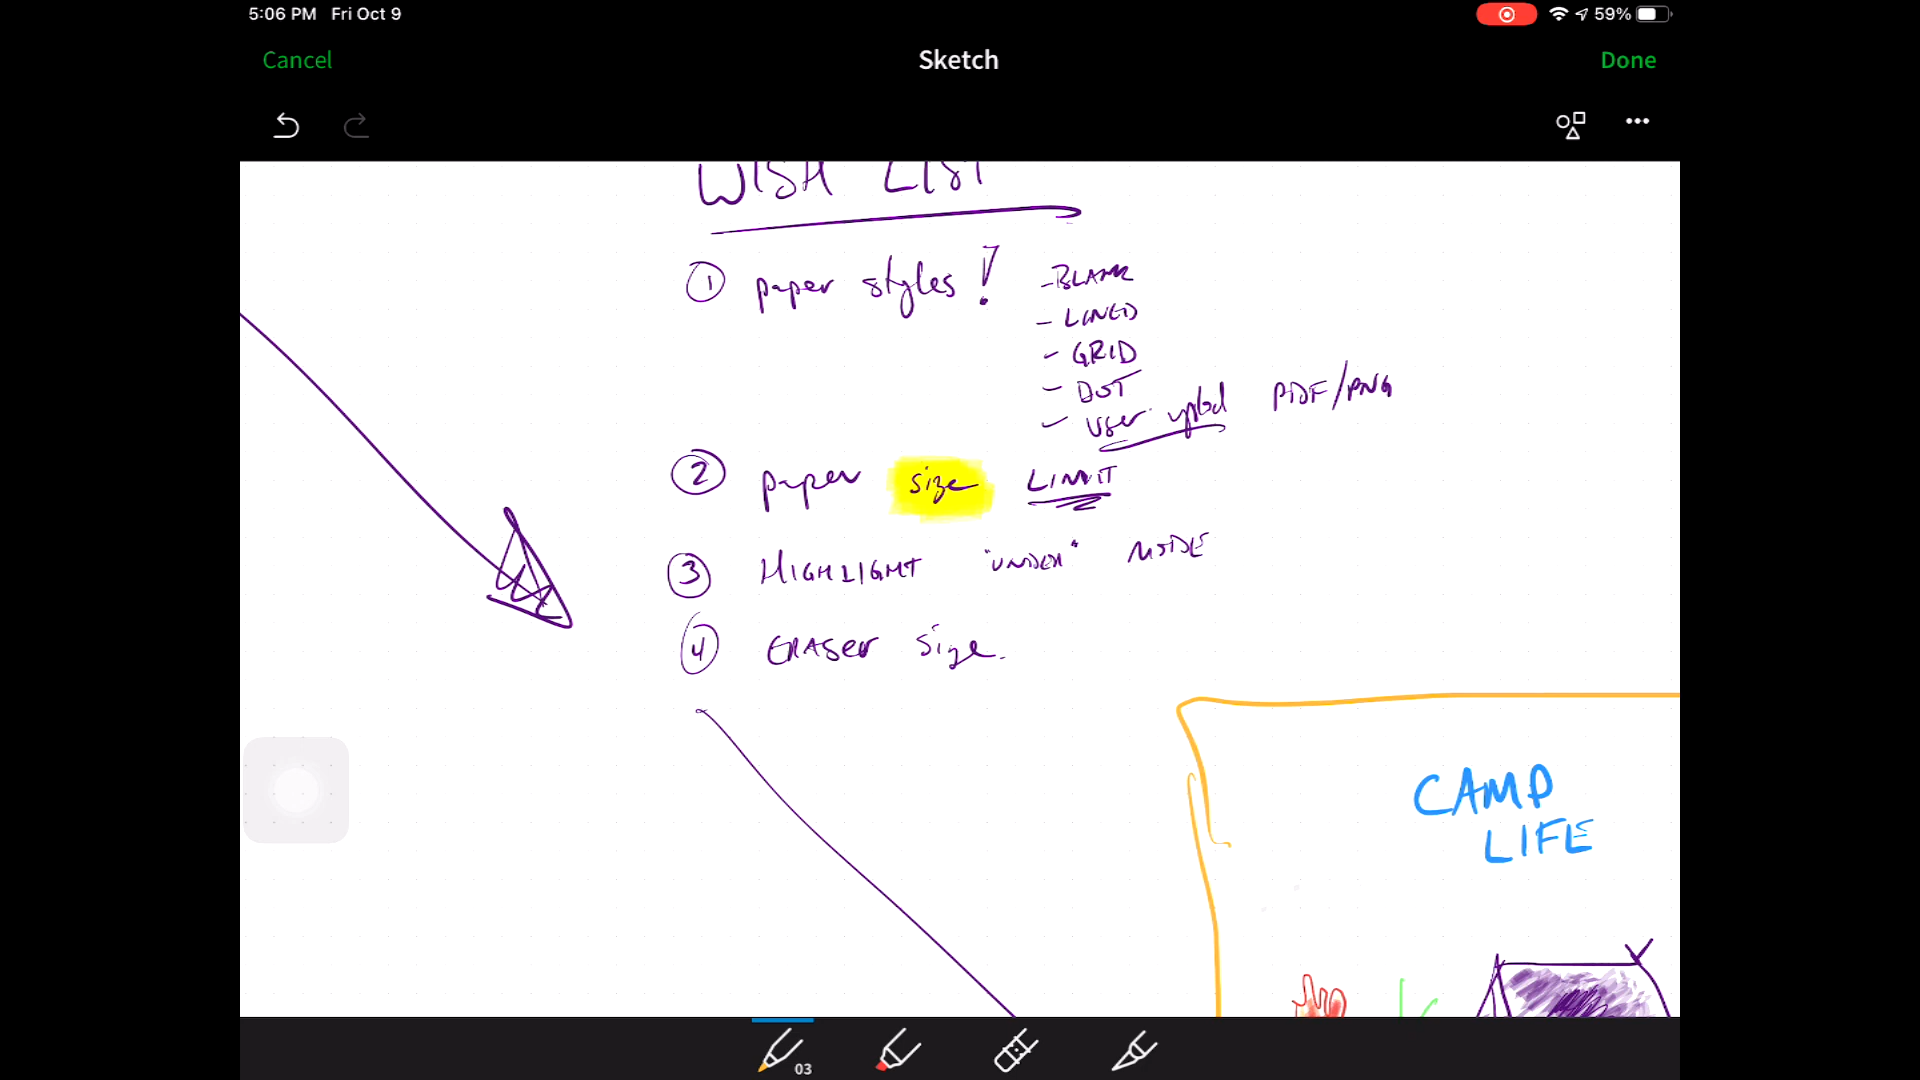 5:06 PM Fri Oct 9
59%
Cancel
Sketch
Done
WISH LIST
① paper styles!
- BLANK
- LINED
- GRID
- DOT
- User upload PDF/PNG
② paper size LIMIT
③ HIGHLIGHT "UNDER" MODE
④ ERASER Size.
CAMP
LIFE
03